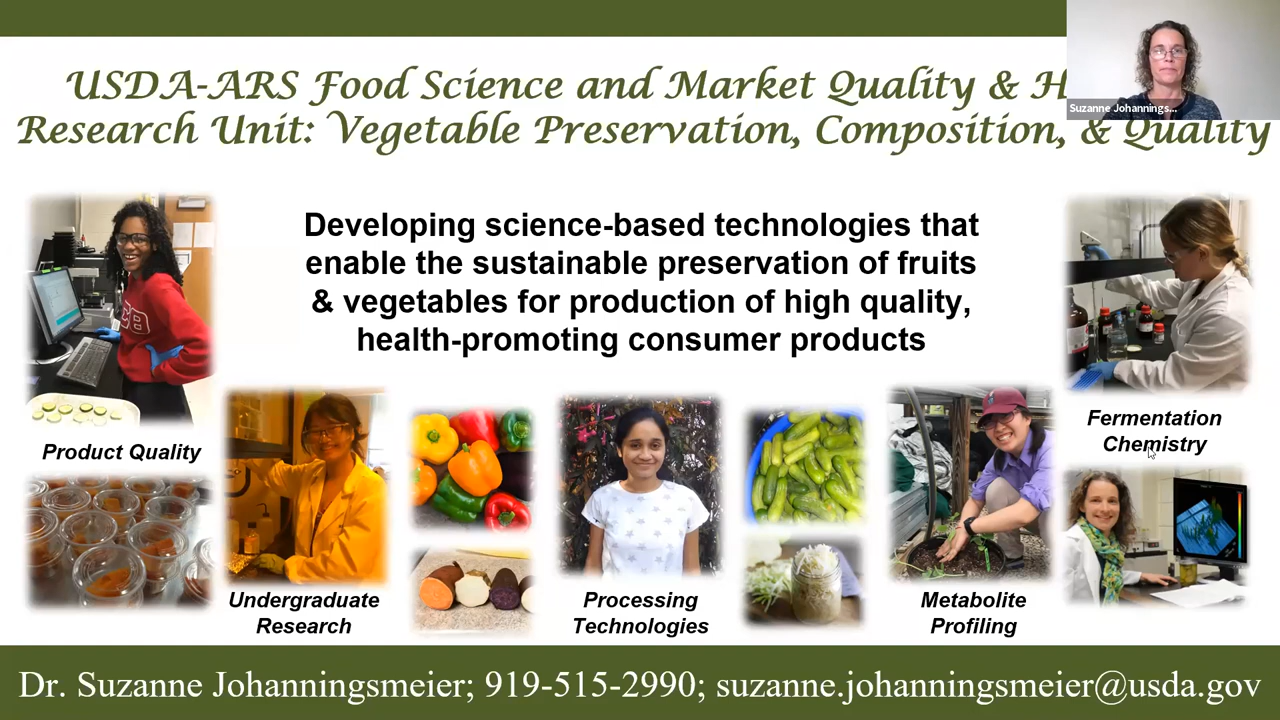 USDA-ARS Food Science and Market Quality & H
Research Unit: Vegetable Preservation, Composition, & Quality
Suzanne Johannings...
Developing science-based technologies that
enable the sustainable preservation of fruits
& vegetables for production of high quality,
health-promoting consumer products
Product Quality
Undergraduate
Research
Processing
Technologies
Metabolite
Profiling
Fermentation
Chemistry
Dr. Suzanne Johanningsmeier; 919-515-2990; suzanne.johanningsmeier@usda.gov